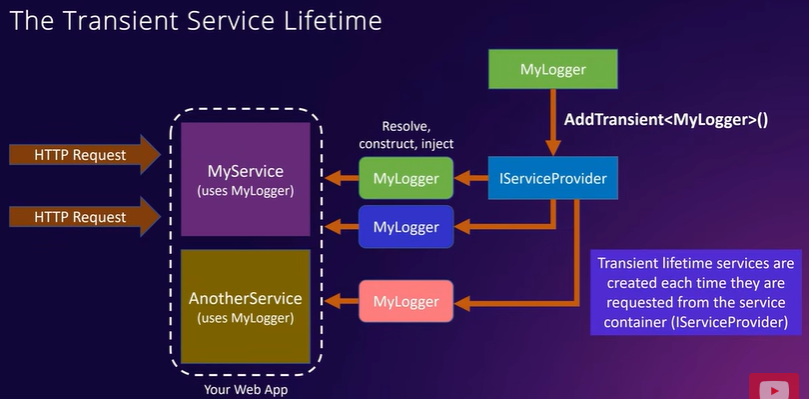 The Transient Service Lifetime
MyLogger
AddTransient<MyLogger>()
Resolve,
construct, inject
HTTP Request
MyService
(uses MyLogger)
MyLogger
IServiceProvider
HTTP Request
MyLogger
AnotherService
(uses MyLogger)
MyLogger
Transient lifetime services are
created each time they are
requested from the service
container (IServiceProvider)
Your Web App